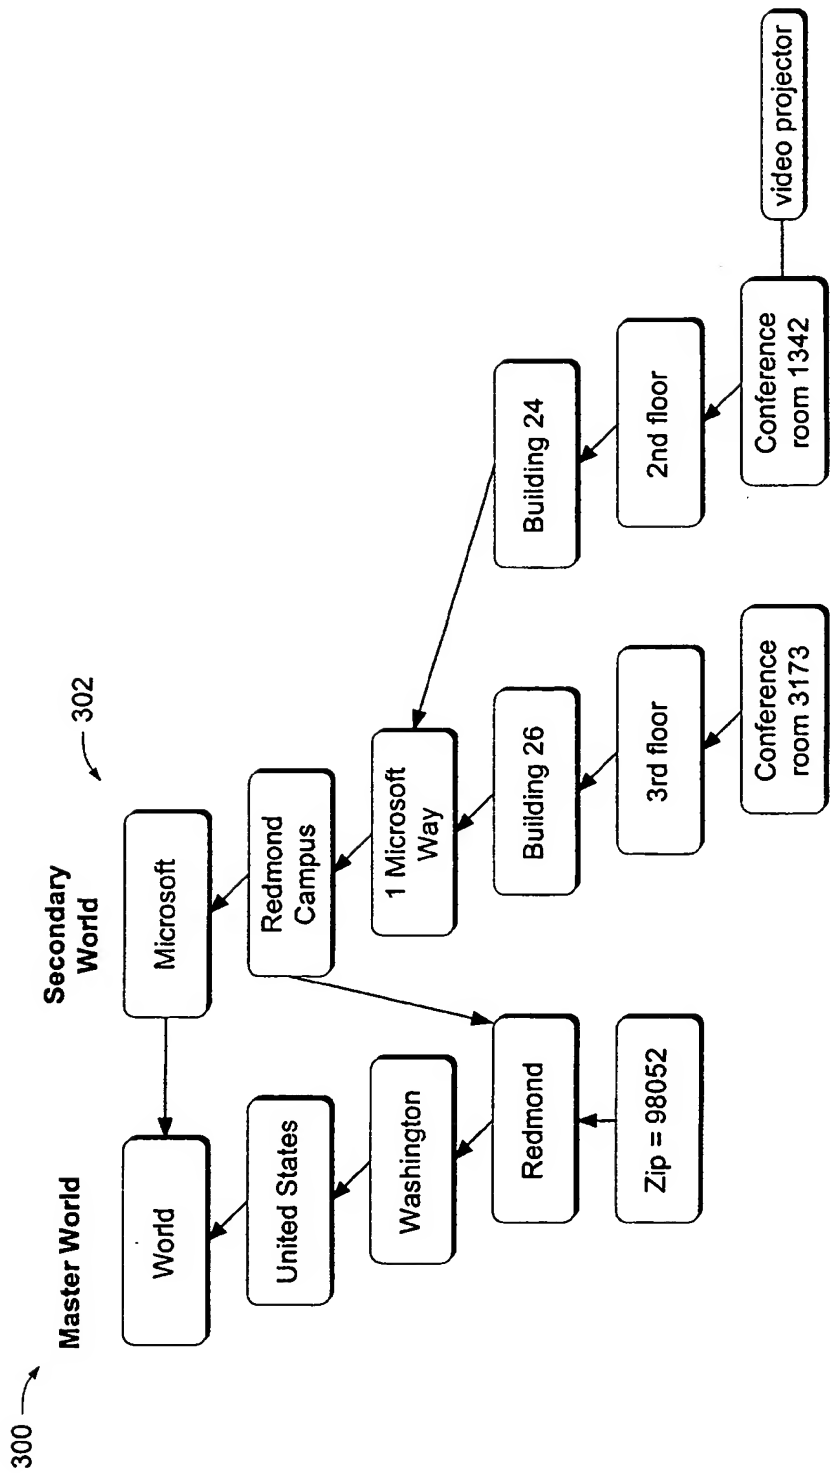 300
Master World
Secondary
World
302
World
Microsoft
United States
Redmond
Campus
Washington
1 Microsoft
Way
Redmond
Building 26
Building 24
Zip = 98052
3rd floor
2nd floor
Conference
room 3173
Conference
room 1342
video projector